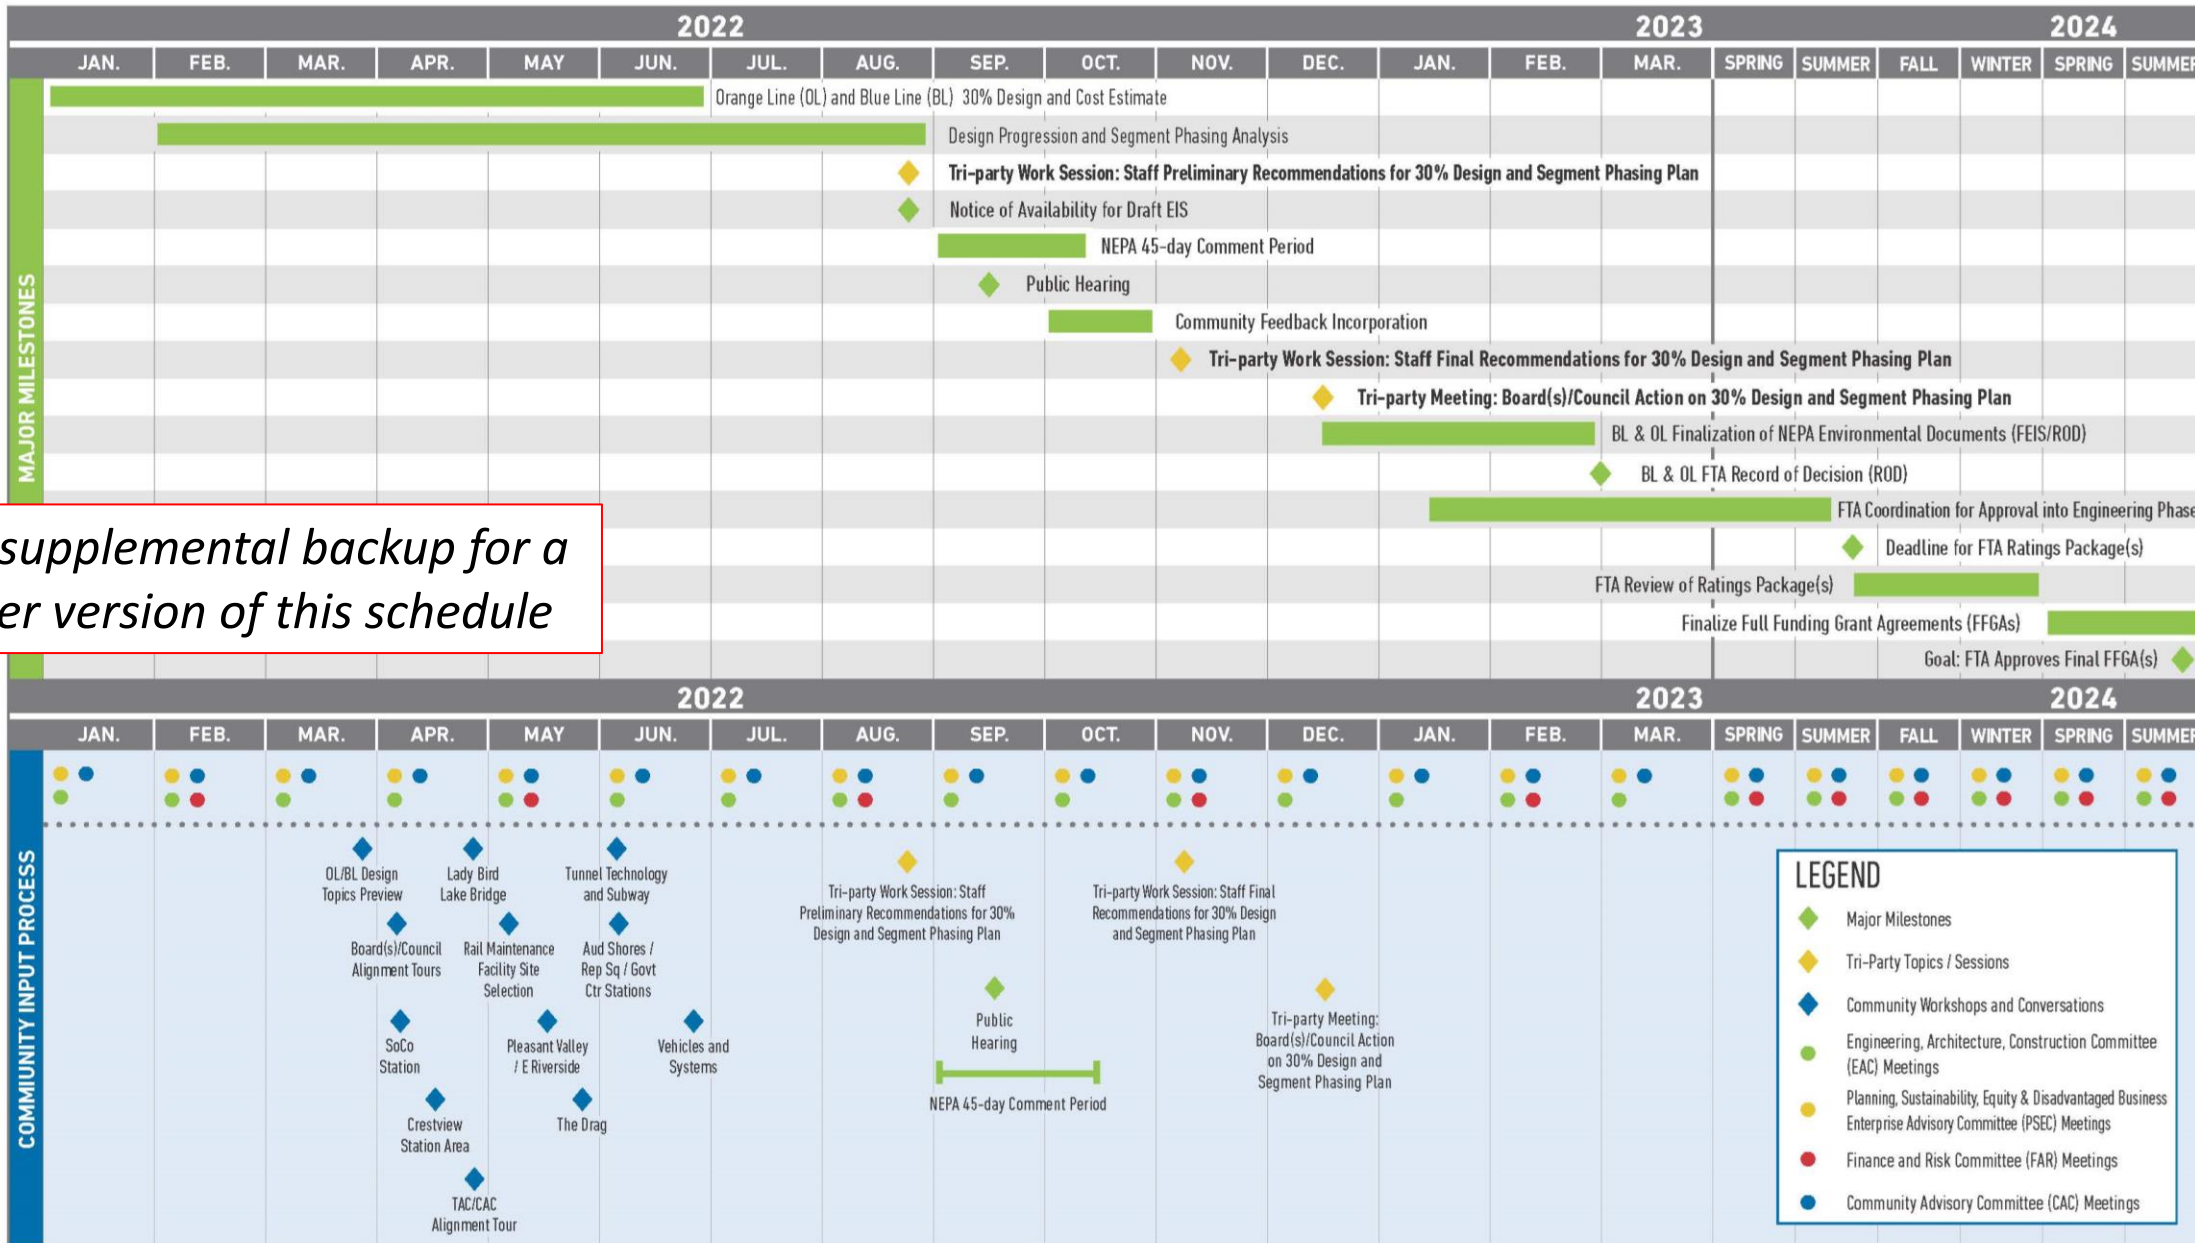 2022 2023 2024
JAN. FEB. MAR. APR. MAY JUN. JUL. AUG. SEP. OCT. NOV. DEC. JAN. FEB. MAR. SPRING SUMMER FALL WINTER SPRING SUMMER
MAJOR MILESTONES
Orange Line (OL) and Blue Line (BL) 30% Design and Cost Estimate
Design Progression and Segment Phasing Analysis
Tri-party Work Session: Staff Preliminary Recommendations for 30% Design and Segment Phasing Plan
Notice of Availability for Draft EIS
NEPA 45-day Comment Period
Public Hearing
Community Feedback Incorporation
Tri-party Work Session: Staff Final Recommendations for 30% Design and Segment Phasing Plan
Tri-party Meeting: Board(s)/Council Action on 30% Design and Segment Phasing Plan
BL & OL Finalization of NEPA Environmental Documents (FEIS/ROD)
BL & OL FTA Record of Decision (ROD)
FTA Coordination for Approval into Engineering Phase
supplemental backup for a
er version of this schedule
Deadline for FTA Ratings Package(s)
FTA Review of Ratings Package(s)
Finalize Full Funding Grant Agreements (FFGAs)
Goal: FTA Approves Final FFGA(s)
2022 2023 2024
JAN. FEB. MAR. APR. MAY JUN. JUL. AUG. SEP. OCT. NOV. DEC. JAN. FEB. MAR. SPRING SUMMER FALL WINTER SPRING SUMMER
COMMIUNITY INPUT PROCESS
OL/BL Design
Topics Preview
Lady Bird
Lake Bridge
Tunnel Technology
and Subway
Board(s)/Council
Alignment Tours
Rail Maintenance
Facility Site
Selection
Aud Shores /
Rep Sq / Govt
Ctr Stations
SoCo
Station
Pleasant Valley
/ E Riverside
Vehicles and
Systems
Crestview
Station Area
The Drag
TAC/CAC
Alignment Tour
Tri-party Work Session: Staff
Preliminary Recommendations for 30%
Design and Segment Phasing Plan
Tri-party Work Session: Staff Final
Recommendations for 30% Design
and Segment Phasing Plan
Public
Hearing
NEPA 45-day Comment Period
Tri-party Meeting:
Board(s)/Council Action
on 30% Design and
Segment Phasing Plan
LEGEND
Major Milestones
Tri-Party Topics / Sessions
Community Workshops and Conversations
Engineering, Architecture, Construction Committee
(EAC) Meetings
Planning, Sustainability, Equity & Disadvantaged Business
Enterprise Advisory Committee (PSEC) Meetings
Finance and Risk Committee (FAR) Meetings
Community Advisory Committee (CAC) Meetings